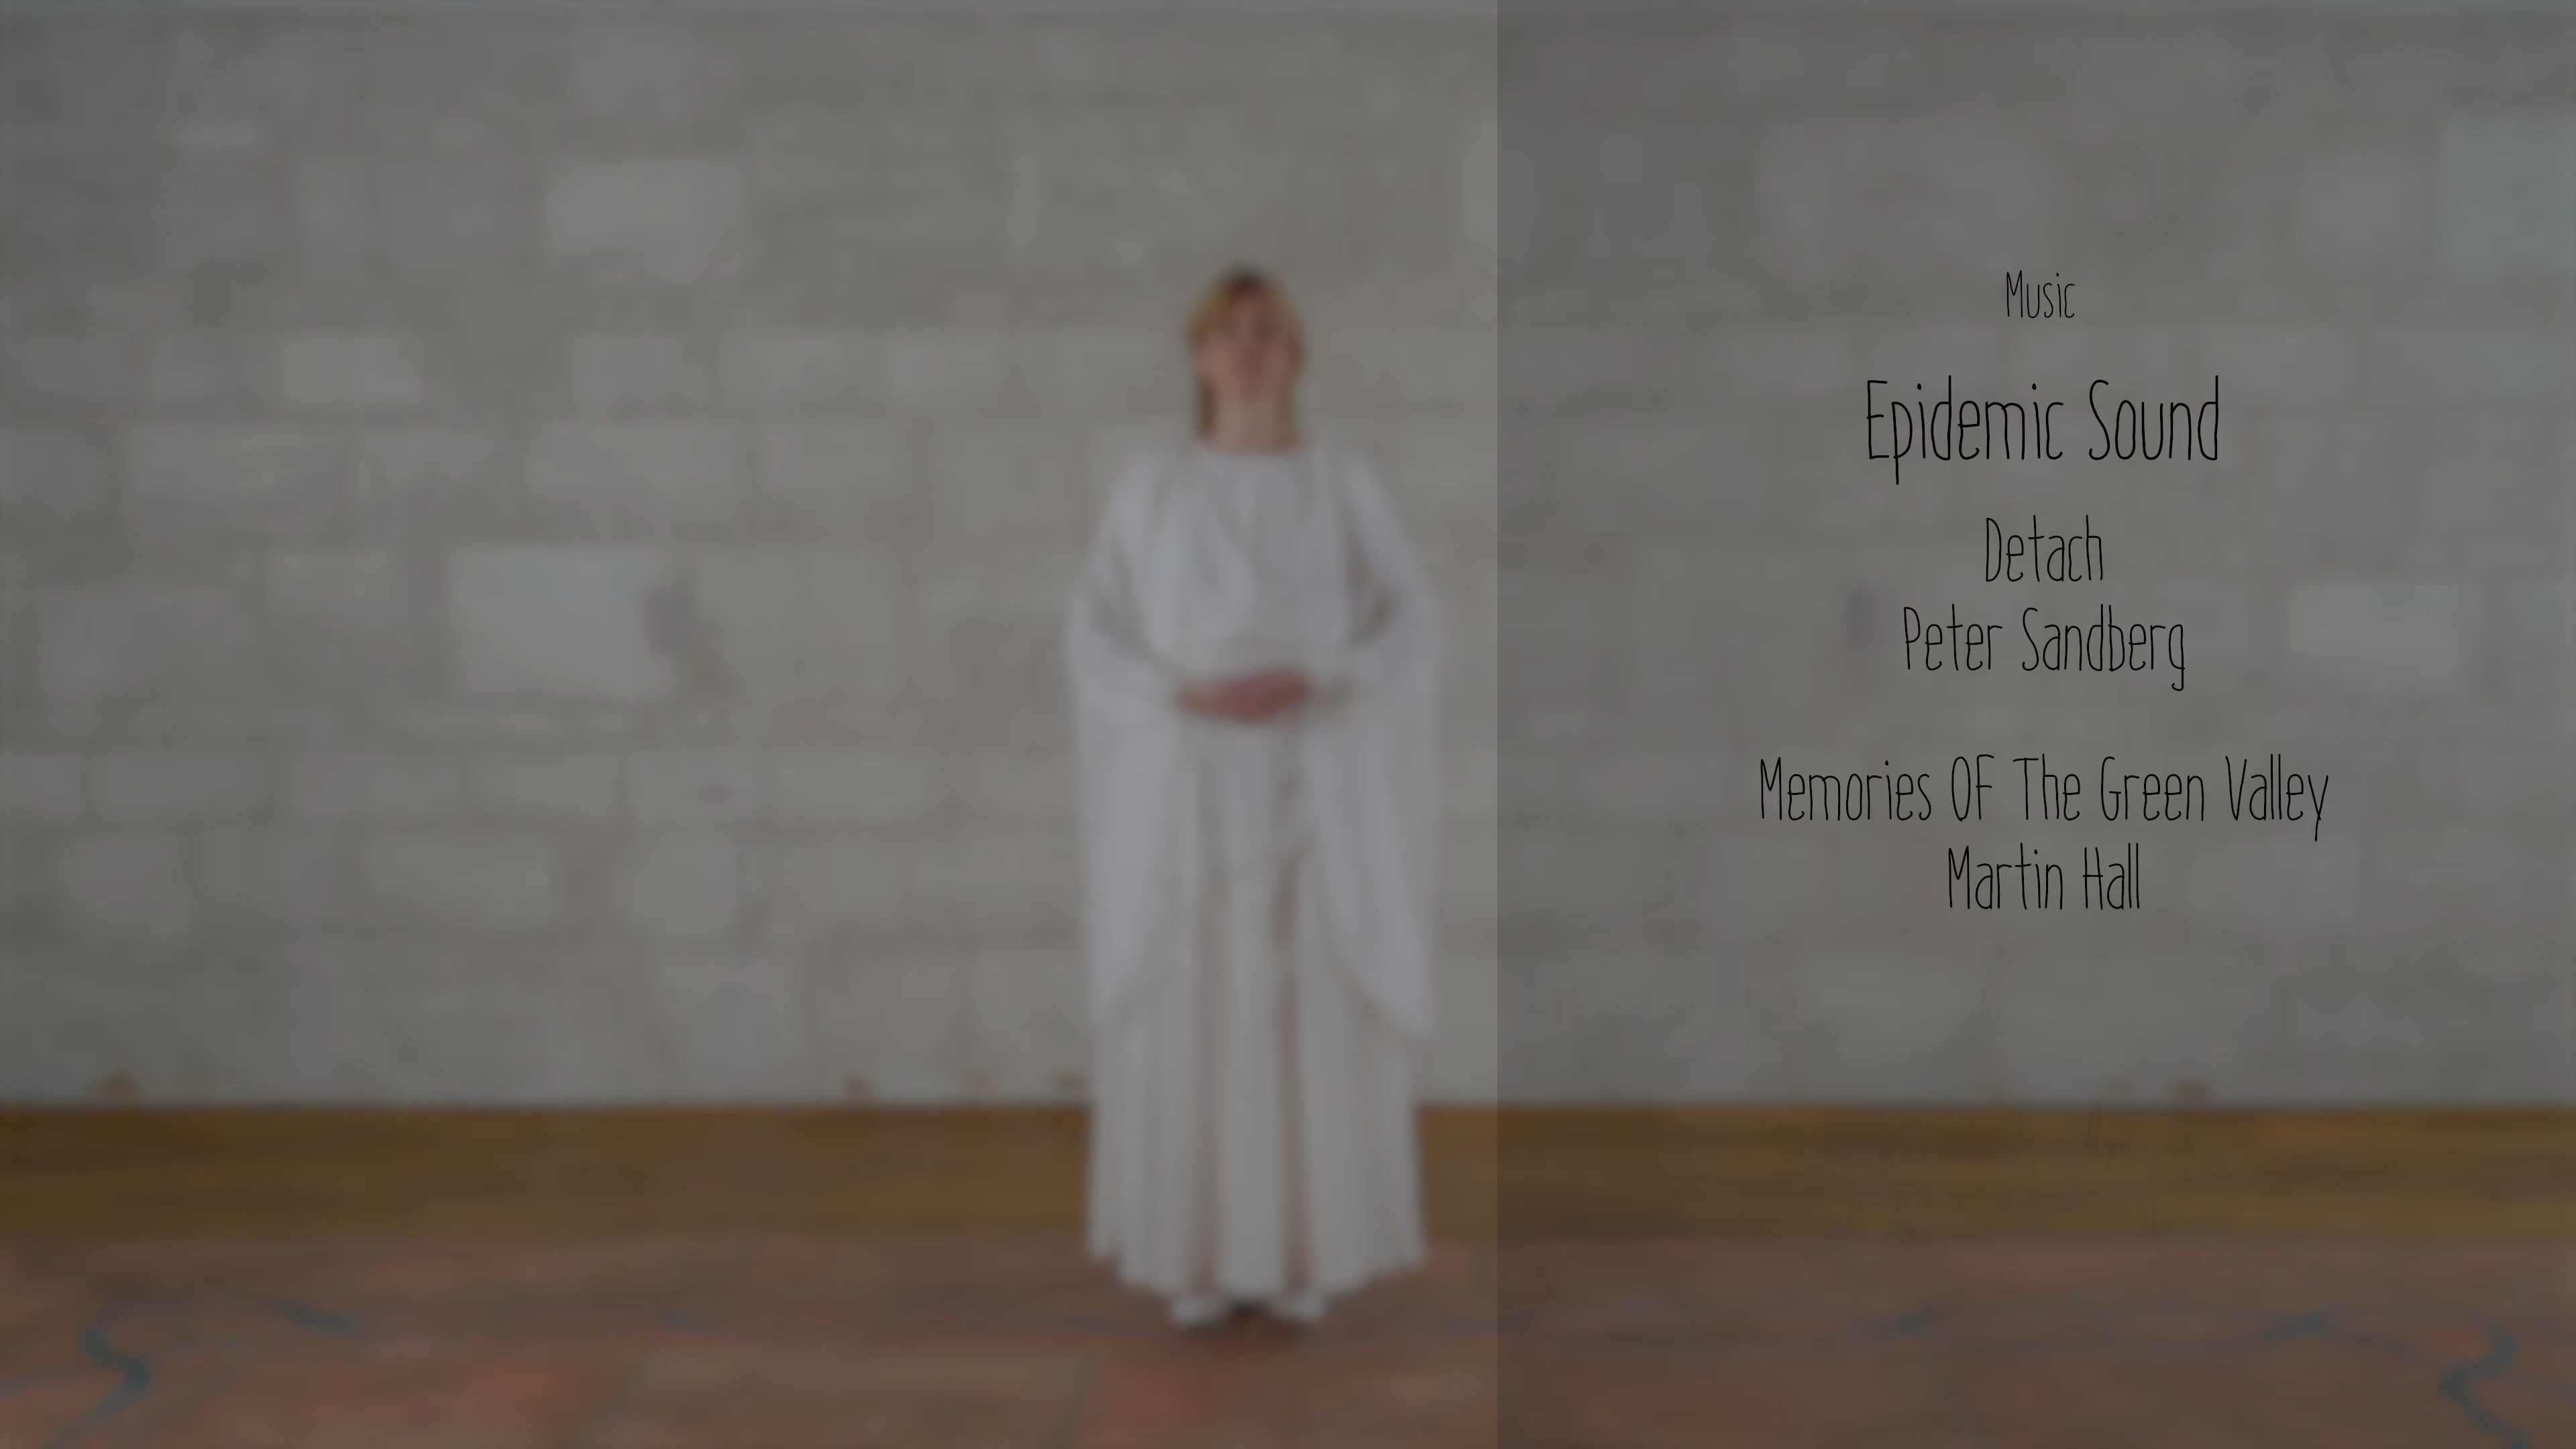 Music
Epidemic Sound
Detach
Peter Sandberg
Memories OF The Green Valley
Martin Hall